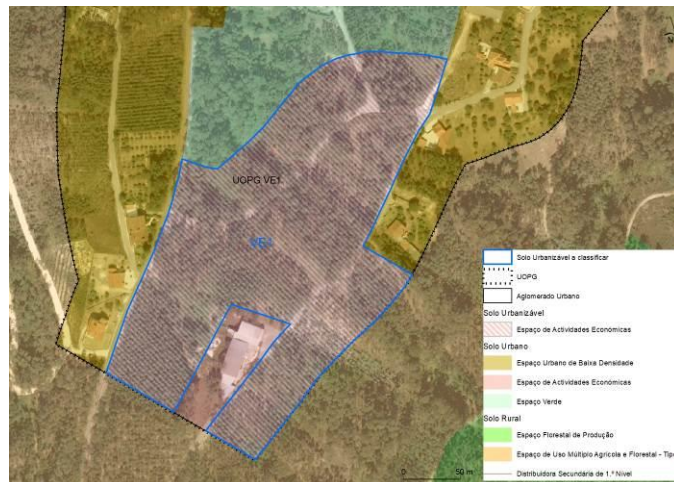 UOPG VE1
VE1
Solo Urbanizável a classificar
UOPG
Aglomerado Urbano
Solo Urbanizável
Espaço de Actividades Económicas
Solo Urbano
Espaço Urbano de Baixa Densidade
Espaço de Actividades Económicas
Espaço Verde
Solo Rural
Espaço Florestal de Produção
Espaço de Uso Múltiplo Agrícola e Florestal - Tipo
Distribuidora Secundária de 1.º Nível
0 50 m